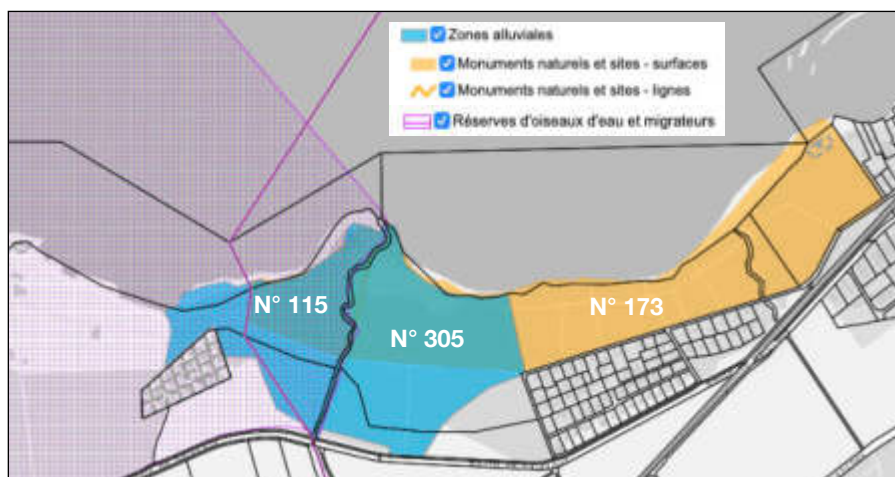 Zones alluviales
Monuments naturels et sites - surfaces
Monuments naturels et sites - lignes
Réserves d'oiseaux d'eau et migrateurs
N° 115
N° 173
N° 305